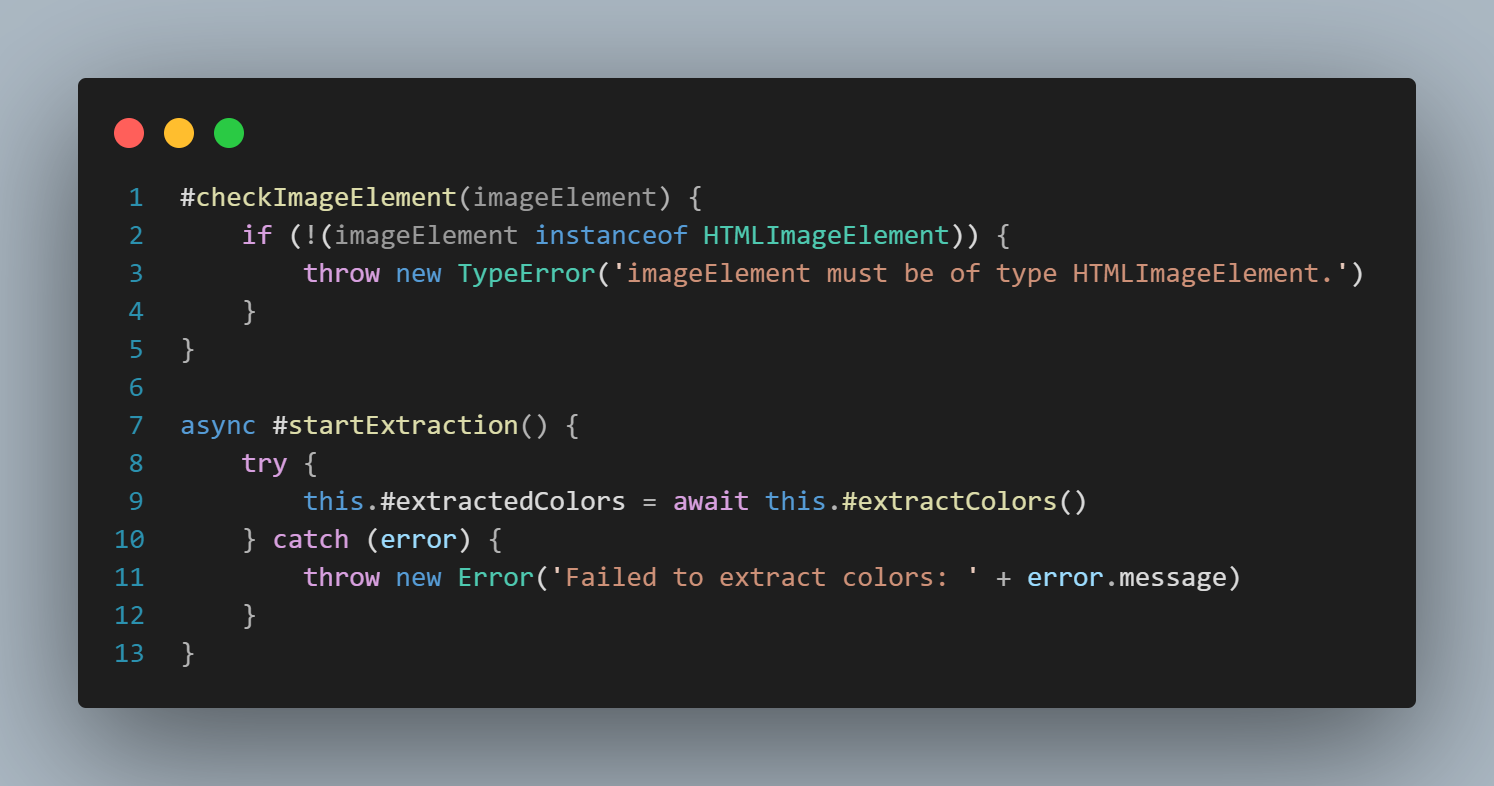 1 #checkImageElement(imageElement) {
2     if (!(imageElement instanceof HTMLImageElement)) {
3         throw new TypeError('imageElement must be of type HTMLImageElement.')
4     }
5 }
6
7 async #startExtraction() {
8     try {
9         this.#extractedColors = await this.#extractColors()
10     } catch (error) {
11         throw new Error('Failed to extract colors: ' + error.message)
12     }
13 }